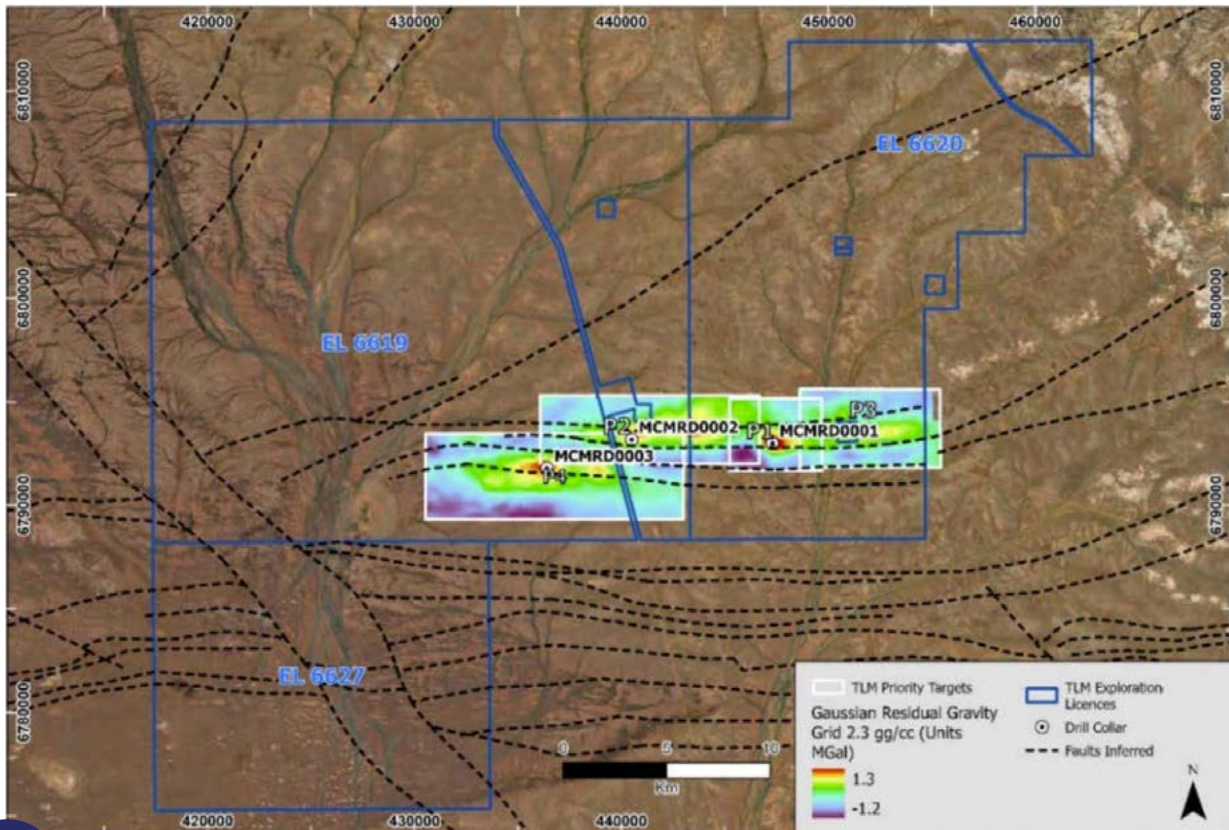 420000
430000
440000
450000
460000
6810000
6810000
EL 6620
6800000
6800000
EL 6619
P3
P2
MCMRD0002
P1
MCMRD0001
MCMRD0003
P4
6790000
6790000
EL 6627
6780000
TLM Priority Targets
Gaussian Residual Gravity
Grid 2.3 gg/cc (Units
MGal)
1.3
-1.2
TLM Exploration
Licences
Drill Collar
Faults Inferred
N
0
5
10
Km
420000
430000
440000
450000
460000